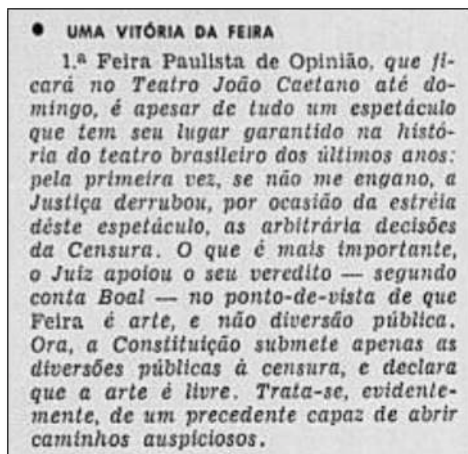 ● UMA VITÓRIA DA FEIRA
1.ª Feira Paulista de Opinião, que fi-
cará no Teatro João Caetano até do-
mingo, é apesar de tudo um espetáculo
que tem seu lugar garantido na histó-
ria do teatro brasileiro dos últimos anos:
pela primeira vez, se não me engano, a
Justiça derrubou, por ocasião da estréia
dêste espetáculo, as arbitrária decisões
da Censura. O que é mais importante,
o Juiz apoiou o seu veredito — segundo
conta Boal — no ponto-de-vista de que
Feira é arte, e não diversão pública.
Ora, a Constituição submete apenas as
diversões públicas à censura, e declara
que a arte é livre. Trata-se, evidente-
mente, de um precedente capaz de abrir
caminhos auspiciosos.